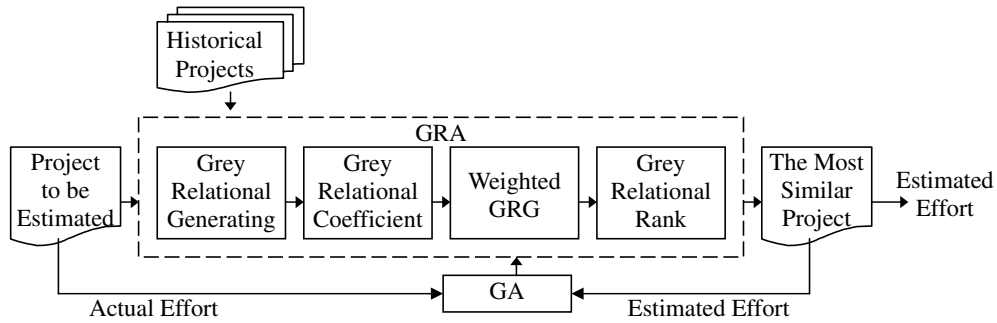 Historical
Projects
GRA
Project
to be
Estimated
Grey
Relational
Generating
Grey
Relational
Coefficient
Weighted
GRG
Grey
Relational
Rank
The Most
Similar
Project
Estimated
Effort
GA
Actual Effort
Estimated Effort